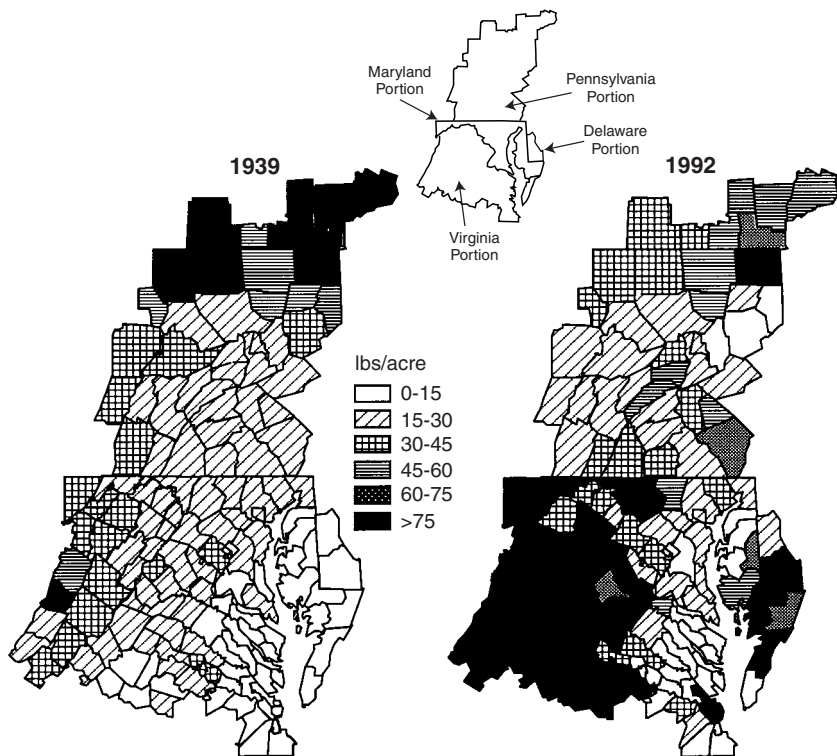 Maryland
Portion
Pennsylvania
Portion
Delaware
Portion
Virginia
Portion
1939
1992
lbs/acre
0-15
15-30
30-45
45-60
60-75
>75